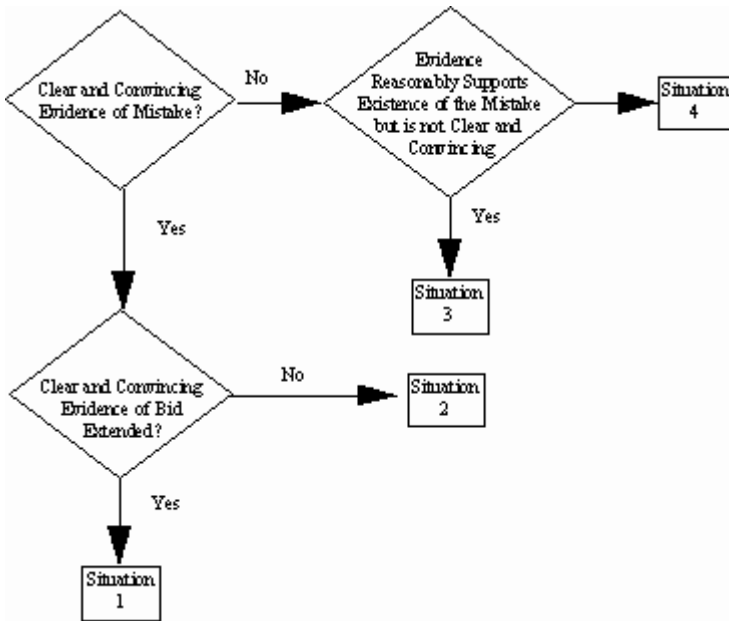 Clear and Convincing
Evidence of Mistake?
No
Evidence
Reasonably Supports
Existence of the Mistake
but is not Clear and
Convincing
Situation
4
Yes
Yes
Situation
3
Clear and Convincing
Evidence of Bid
Extended?
No
Situation
2
Yes
Situation
1